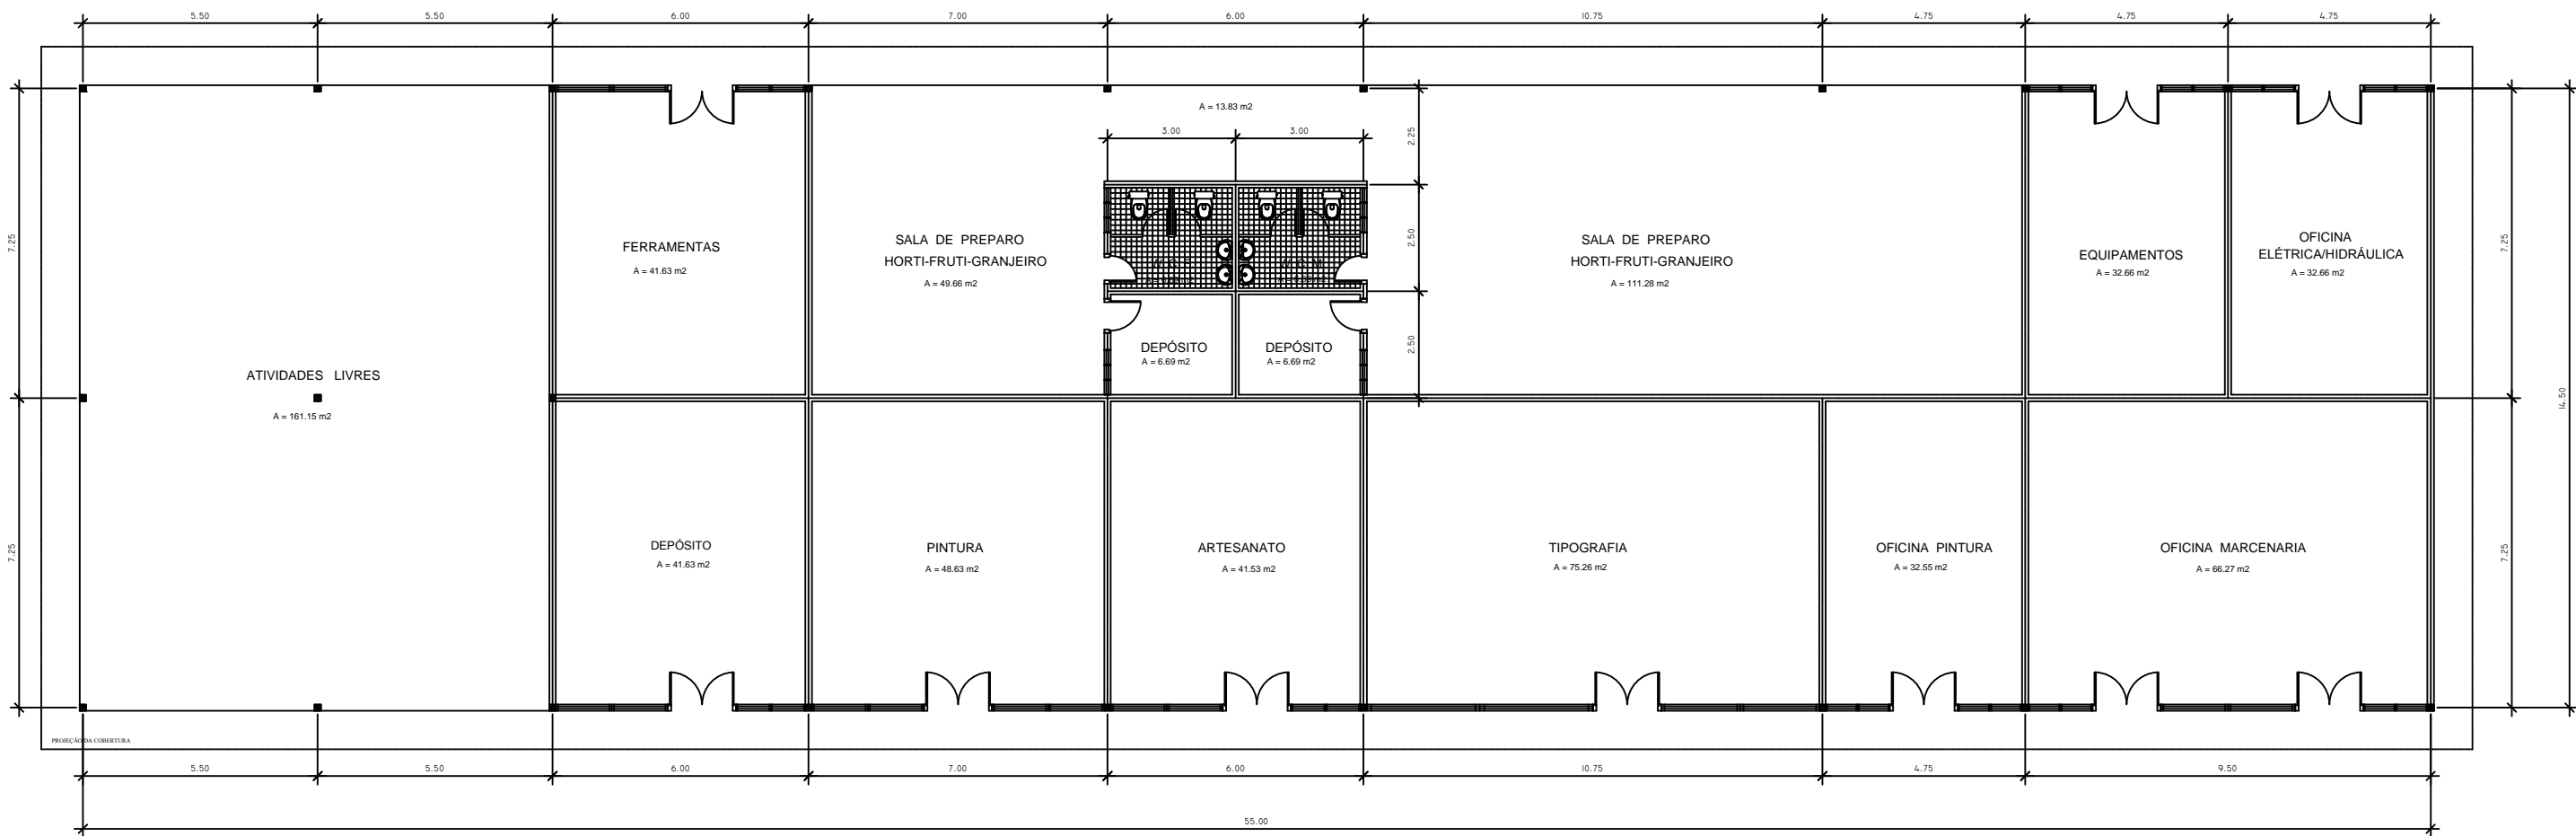 5.50
5.50
6.00
7.00
6.00
10.75
4.75
4.75
4.75
A = 13.83 m2
3.00
3.00
2.25
7.25
FERRAMENTAS
A = 41.63 m2
SALA DE PREPARO
HORTI-FRUTI-GRANJEIRO
A = 49.66 m2
2.50
SALA DE PREPARO
HORTI-FRUTI-GRANJEIRO
A = 111.28 m2
EQUIPAMENTOS
A = 32.66 m2
OFICINA
ELÉTRICA/HIDRÁULICA
A = 32.66 m2
7.25
ATIVIDADES LIVRES
A = 161.15 m2
DEPÓSITO
A = 6.69 m2
DEPÓSITO
A = 6.69 m2
2.50
14.50
7.25
DEPÓSITO
A = 41.63 m2
PINTURA
A = 48.63 m2
ARTESANATO
A = 41.53 m2
TIPOGRAFIA
A = 75.26 m2
OFICINA PINTURA
A = 32.55 m2
OFICINA MARCENARIA
A = 66.27 m2
7.25
PROJEÇÃO DA COBERTURA
5.50
5.50
6.00
7.00
6.00
10.75
4.75
9.50
55.00